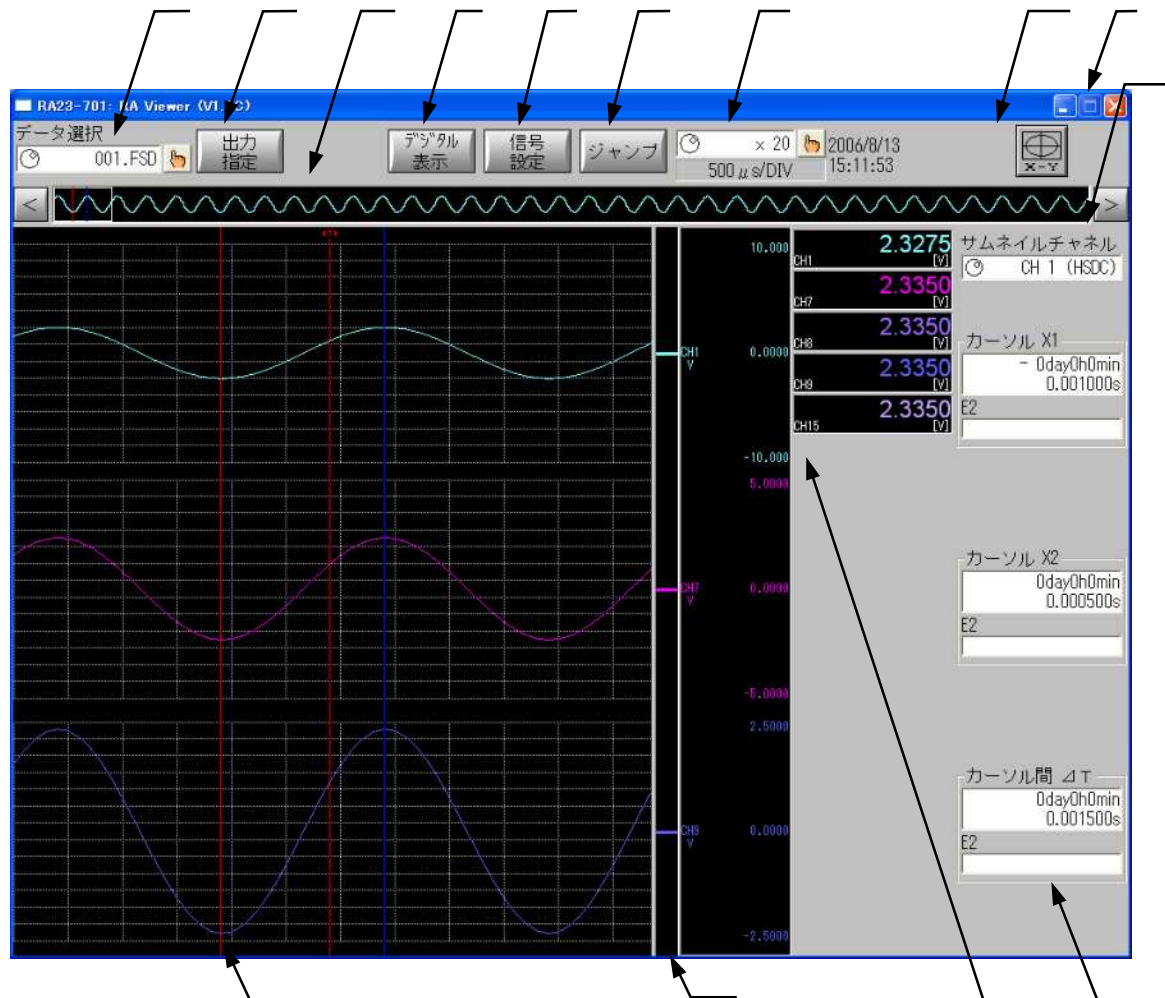 RA23-701: RA Viewer (V1. C)
データ選択
001.FSD
出力
指定
デジタル
表示
信号
設定
ジャンプ
× 20
500 μs/DIV
2006/8/13
15:11:53
X-Y
<
>
10.000
CH1
V
0.0000
-10.000
5.0000
CH7
V
0.0000
-5.0000
2.5000
V
0.0000
-2.5000
2.3275
CH1 [V]
2.3350
CH7 [V]
2.3350
CH8 [V]
2.3350
CH9 [V]
2.3350
CH15 [V]
サムネイルチャネル
CH 1 (HSDC)
カーソル X1
- 0day0h0min
0.001000s
E2
カーソル X2
0day0h0min
0.000500s
E2
カーソル間 ⊿T
0day0h0min
0.001500s
E2